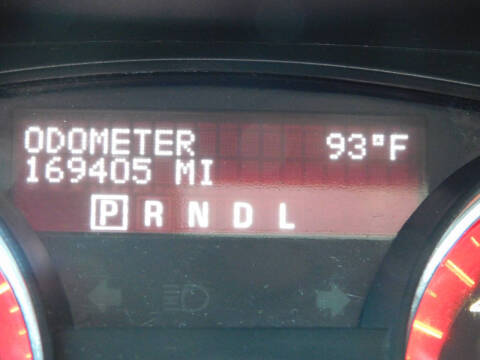 ODOMETER 93°F
169405 MI
P R N D L